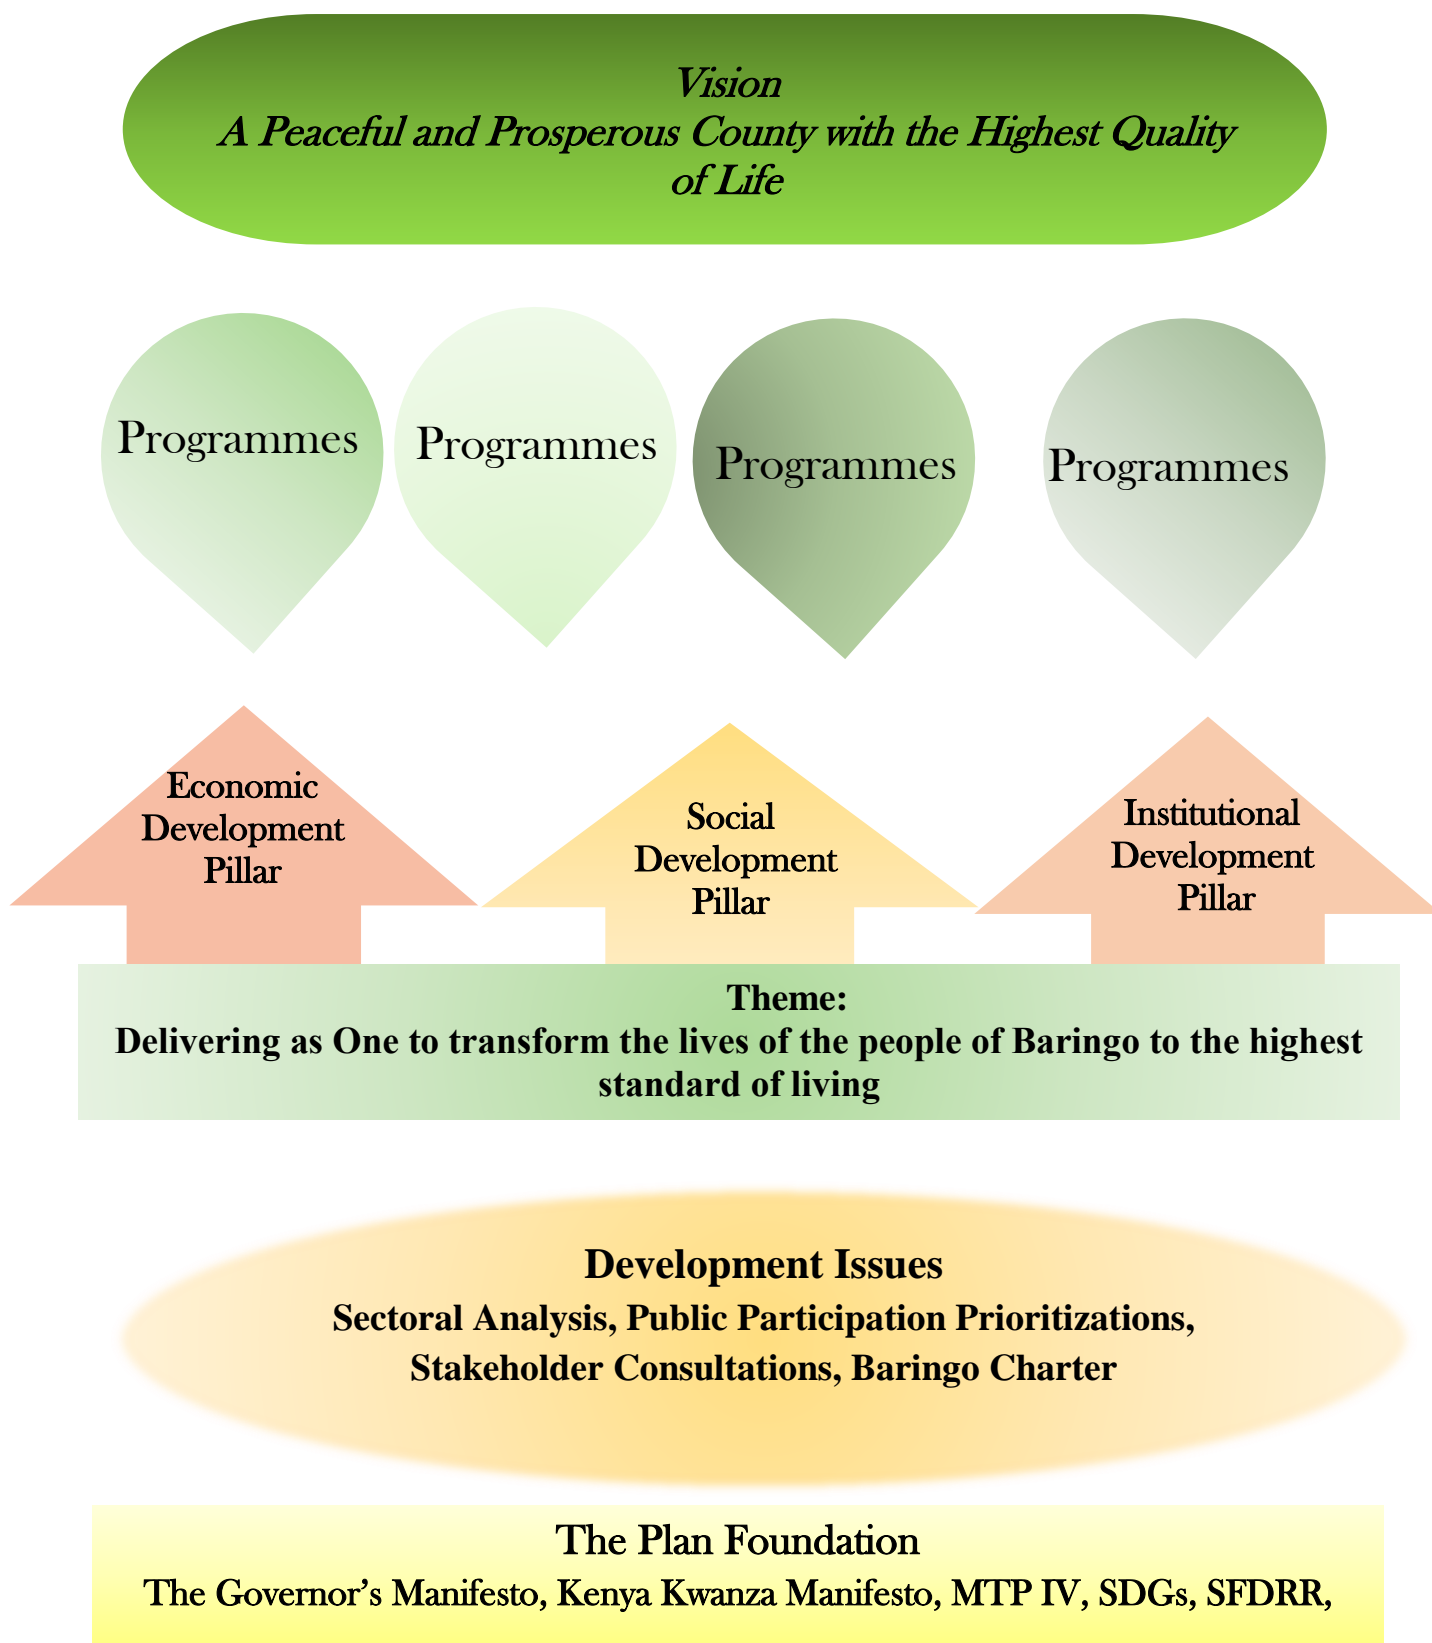 Vision
A Peaceful and Prosperous County with the Highest Quality
of Life
Programmes
Programmes
Programmes
Programmes
Economic
Development
Pillar
Social
Development
Pillar
Institutional
Development
Pillar
Theme:
Delivering as One to transform the lives of the people of Baringo to the highest
standard of living
Development Issues
Sectoral Analysis, Public Participation Prioritizations,
Stakeholder Consultations, Baringo Charter
The Plan Foundation
The Governor’s Manifesto, Kenya Kwanza Manifesto, MTP IV, SDGs, SFDRR,